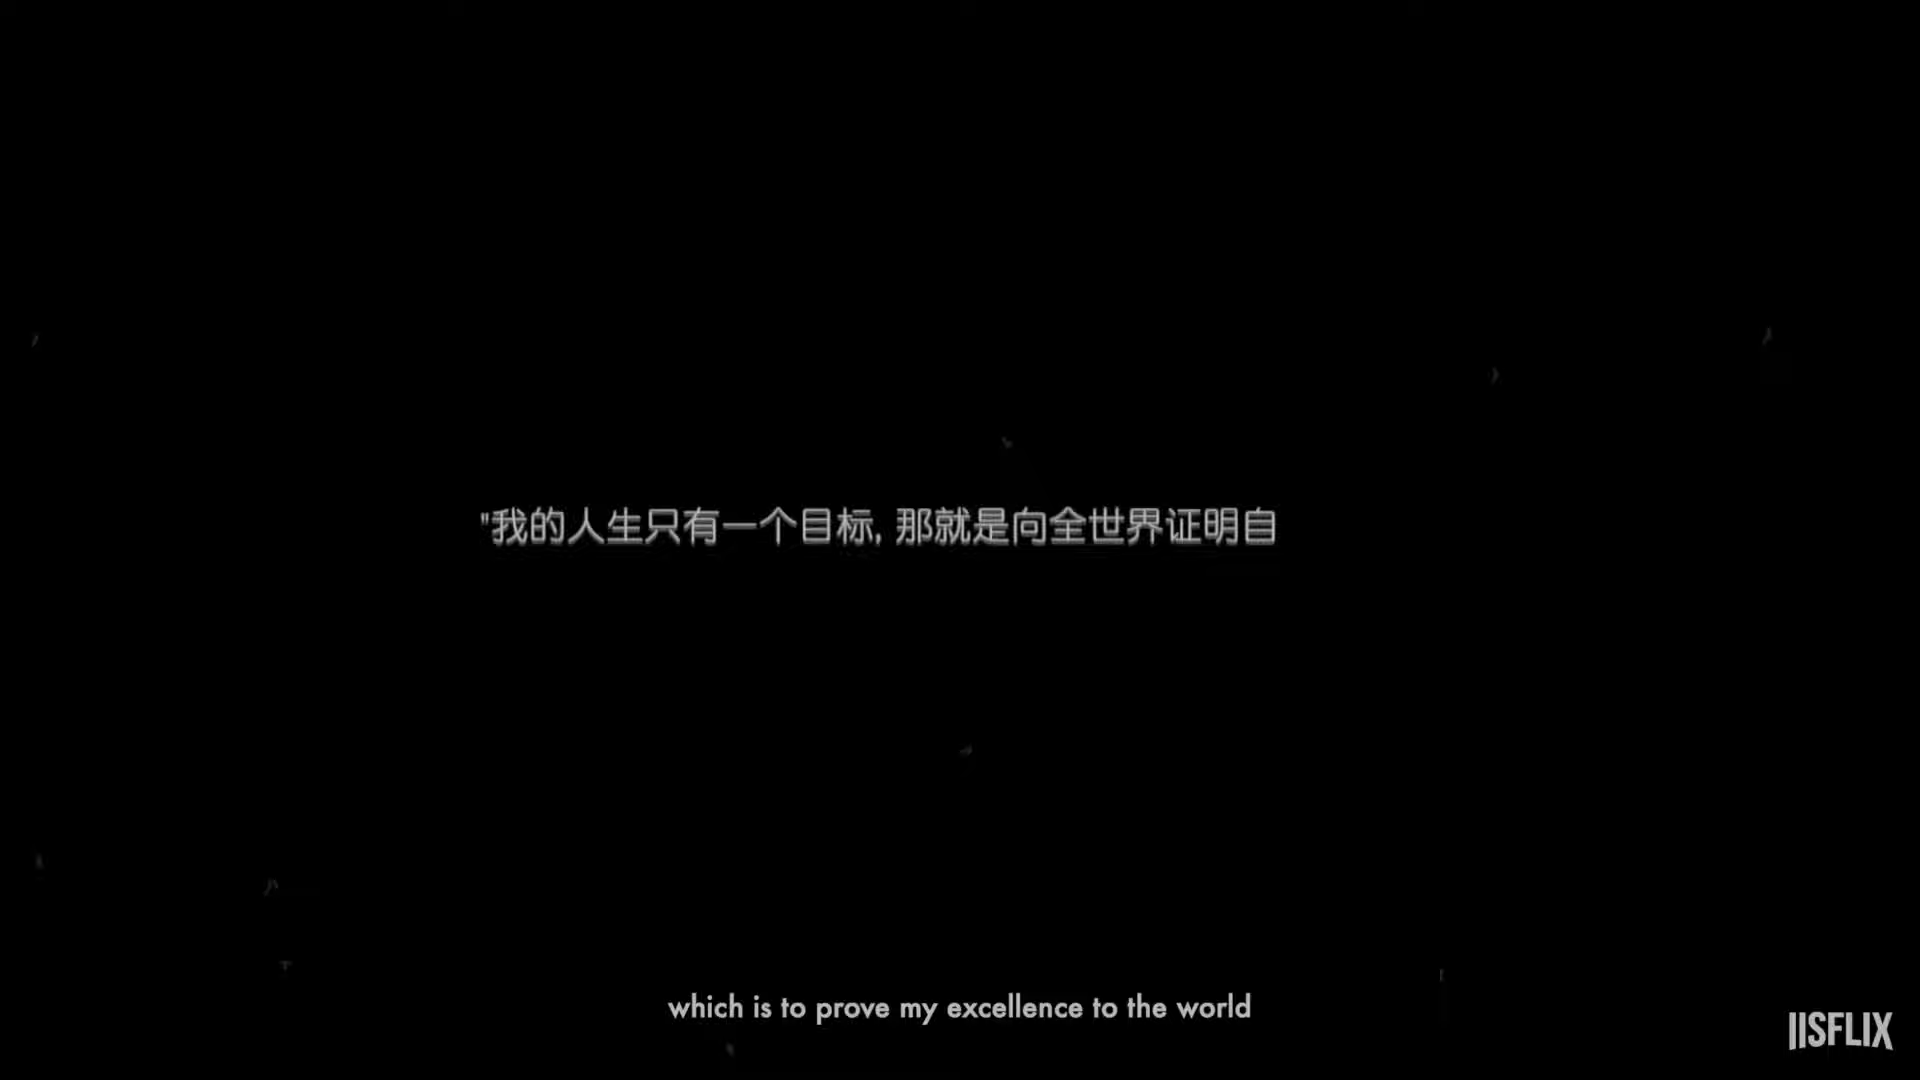 "我的人生只有一个目标, 那就是向全世界证明自
which is to prove my excellence to the world
IISFLIX